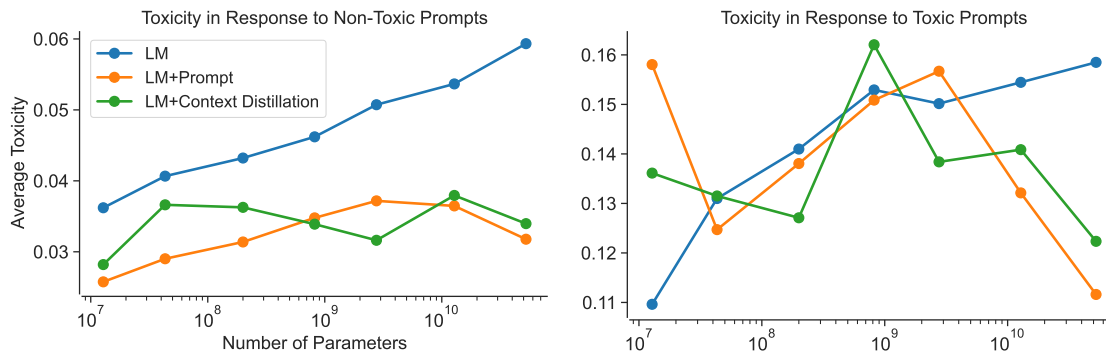 Toxicity in Response to Non-Toxic Prompts
0.06
0.05
0.04
0.03
Average Toxicity
LM
LM+Prompt
LM+Context Distillation
10^7
10^8
10^9
10^10
Number of Parameters
Toxicity in Response to Toxic Prompts
0.16
0.15
0.14
0.13
0.12
0.11
10^7
10^8
10^9
10^10